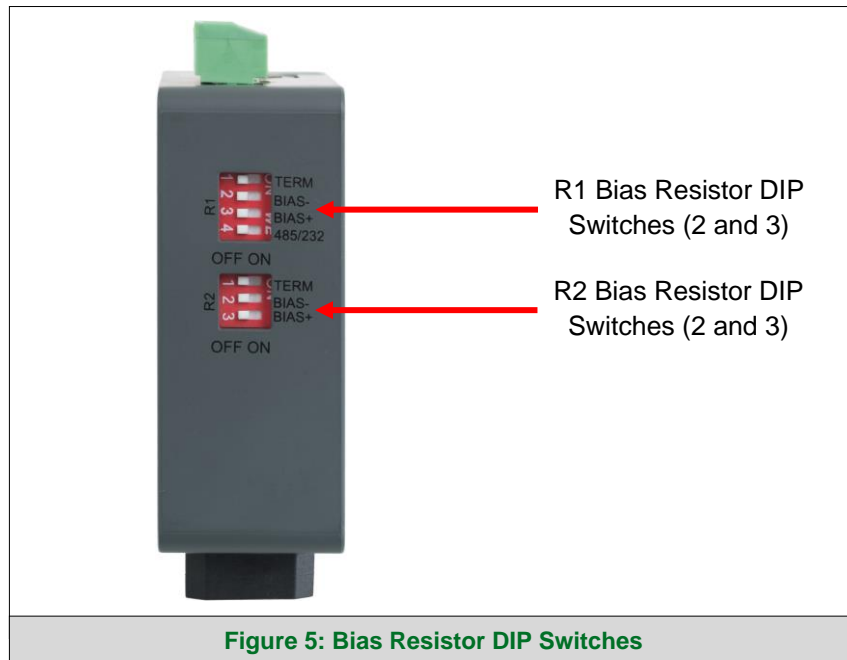 1 ON TERM
2 BIAS-
R1 3 BIAS+
4 485/232
OFF ON
1 TERM
R2 2 BIAS-
3 BIAS+
OFF ON
R1 Bias Resistor DIP
Switches (2 and 3)
R2 Bias Resistor DIP
Switches (2 and 3)
Figure 5: Bias Resistor DIP Switches